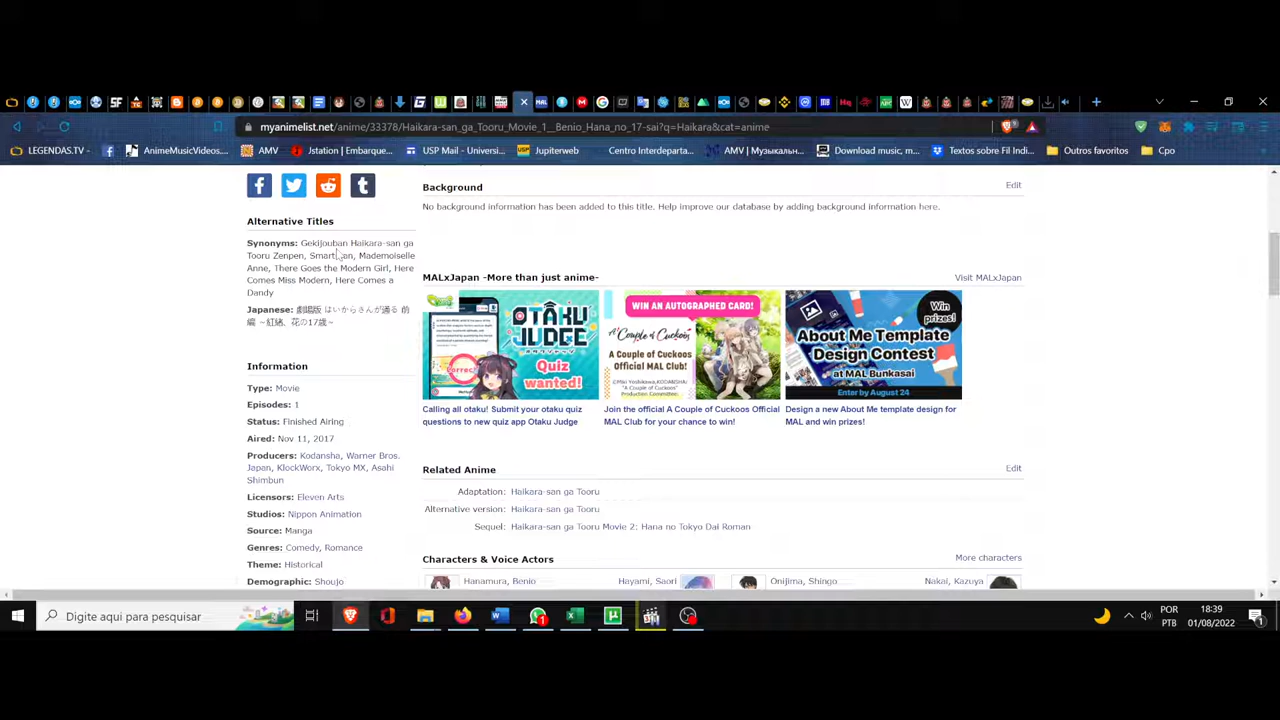 myanimelist.net/anime/33378/Haikara-san_ga_Tooru_Movie_1__Benio_Hana_no_17-sai?q=Haikara&cat=anime
LEGENDAS.TV
AnimeMusicVideos...
AMV
Jstation | Embarque...
USP Mail - Universi...
Jupiterweb
Centro Interdeparta...
AMV | Музыкальн...
Download music, m...
Textos sobre Fil Indi...
Outros favoritos
Cpo
Alternative Titles
Synonyms: Gekijouban Haikara-san ga
Tooru Zenpen, Mademoiselle
Anne, There Goes the Modern Girl, Here
Comes Miss Modern, Here Comes a
Dandy
Japanese: 劇場版 はいからさんが通る 前
編 ～紅緒、花の17歳～
Information
Type: Movie
Episodes: 1
Status: Finished Airing
Aired: Nov 11, 2017
Producers: Kodansha, Warner Bros.
Japan, KlockWorx, Tokyo MX, Asahi
Shimbun
Licensors: Eleven Arts
Studios: Nippon Animation
Source: Manga
Genres: Comedy, Romance
Theme: Historical
Demographic: Shoujo
Background
Edit
No background information has been added to this title. Help improve our database by adding background information here.
MALxJapan -More than just anime-
Visit MALxJapan
OTAKU
JUDGE
Quiz
wanted!
Calling all otaku! Submit your otaku quiz
questions to new quiz app Otaku Judge
WIN AN AUTOGRAPHED CARD!
A Couple of Cuckoos
A Couple of Cuckoos
Official MAL Club!
©Miki Yoshikawa,KODANSHA/
"A Couple of Cuckoos"
Production Committee.
Join the official A Couple of Cuckoos Official
MAL Club for your chance to win!
Win
prizes!
About Me Template
Design Contest
at MAL Bunkasai
Enter by August 24
Design a new About Me template design for
MAL and win prizes!
Related Anime
Edit
Adaptation: Haikara-san ga Tooru
Alternative version: Haikara-san ga Tooru
Sequel: Haikara-san ga Tooru Movie 2: Hana no Tokyo Dai Roman
Characters & Voice Actors
More characters
Hanamura, Benio
Hayami, Saori
Onijima, Shingo
Nakai, Kazuya
Digite aqui para pesquisar
POR
PTB
18:39
01/08/2022